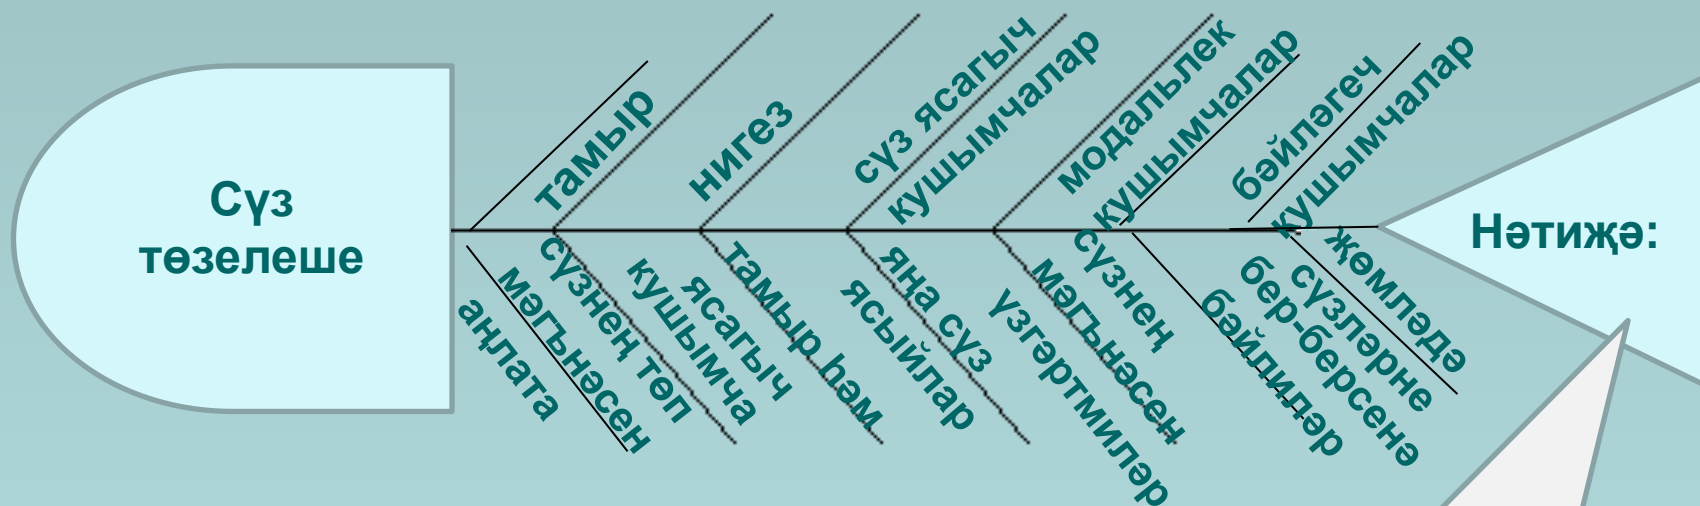 Сүз
төзелеше
тамыр
нигез
сүз ясагыч
кушымчалар
модальлек
кушымчалар
бәйләгеч
кушымчалар
сүзнең төп
мәгънәсен
аңлата
тамыр һәм
ясагыч
кушымча
яңа сүз
ясыйлар
сүзнең
мәгънәсен
үзгәртмиләр
җөмләдә
сүзләрне
бер-берсенә
бәйлиләр
Нәтиҗә: